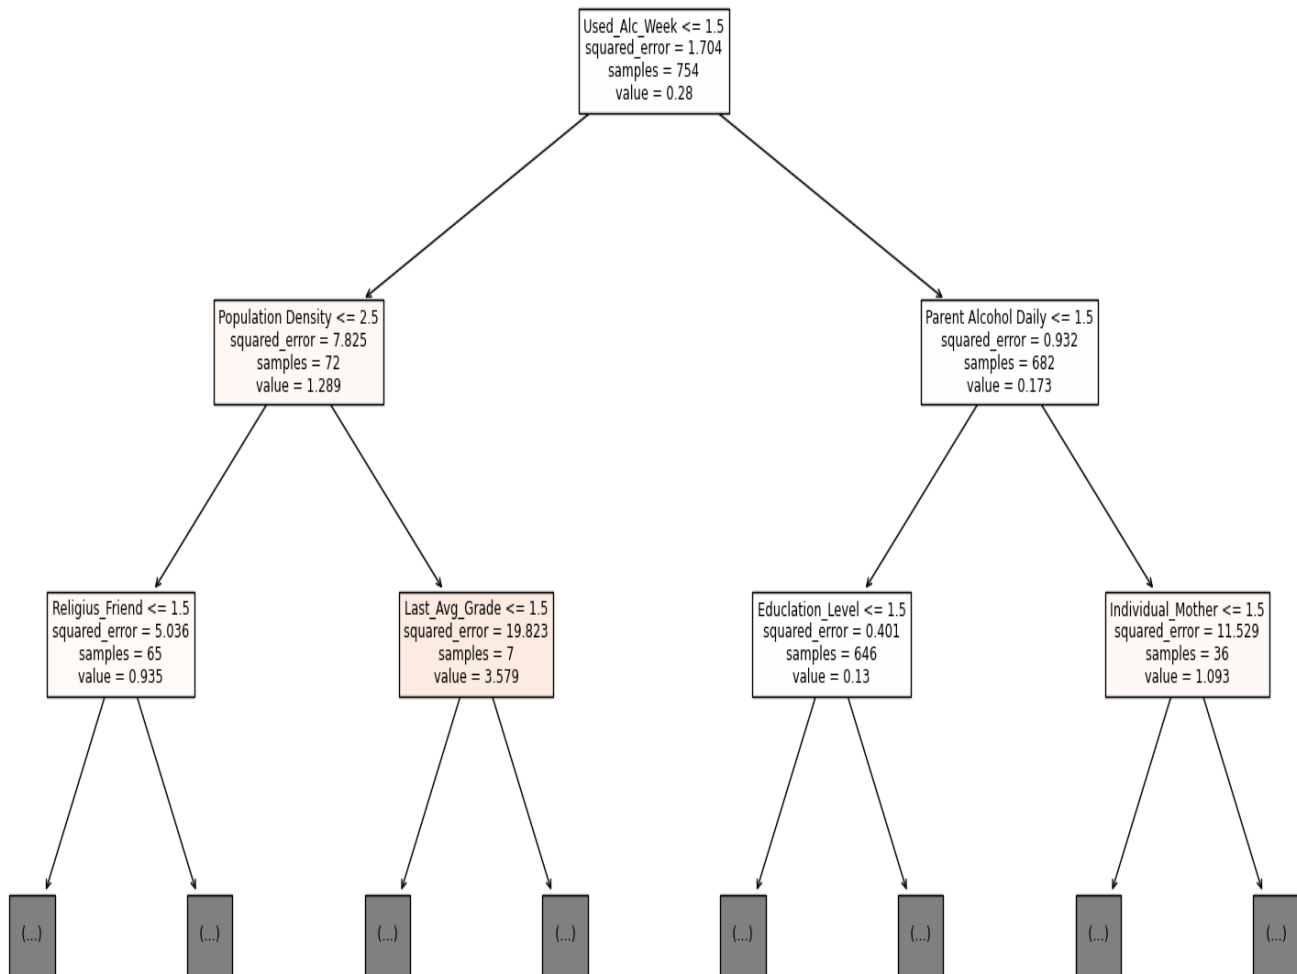 Used_Alc_Week <= 1.5
squared_error = 1.704
samples = 754
value = 0.28
Population Density <= 2.5
squared_error = 7.825
samples = 72
value = 1.289
Parent Alcohol Daily <= 1.5
squared_error = 0.932
samples = 682
value = 0.173
Religius_Friend <= 1.5
squared_error = 5.036
samples = 65
value = 0.935
Last_Avg_Grade <= 1.5
squared_error = 19.823
samples = 7
value = 3.579
Educlation_Level <= 1.5
squared_error = 0.401
samples = 646
value = 0.13
Individual_Mother <= 1.5
squared_error = 11.529
samples = 36
value = 1.093
(...)
(...)
(...)
(...)
(...)
(...)
(...)
(...)